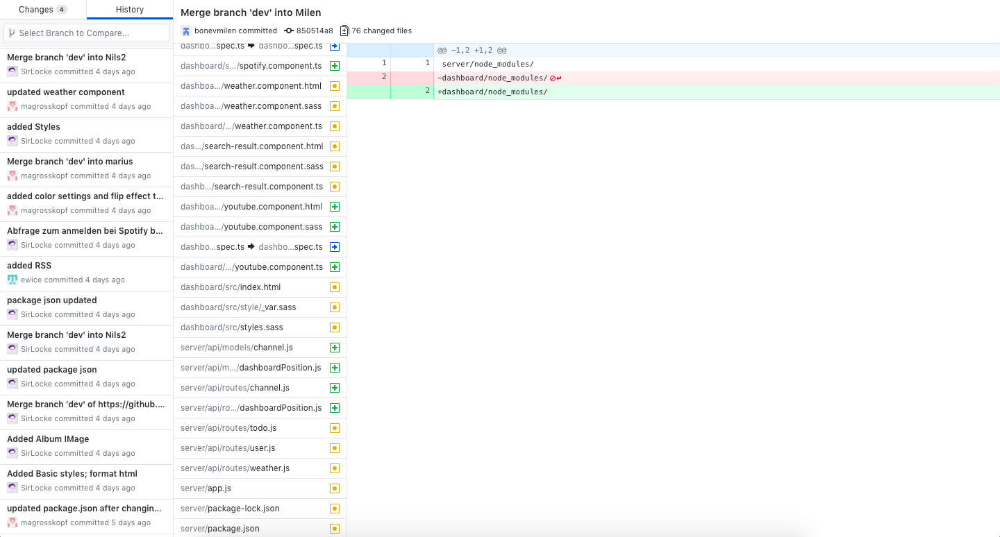 Changes 4 History
Select Branch to Compare...
Merge branch 'dev' into Nils2
SirLocke committed 4 days ago
updated weather component
magrosskopf committed 4 days ago
added Styles
SirLocke committed 4 days ago
Merge branch 'dev' into marius
magrosskopf committed 4 days ago
added color settings and flip effect t...
magrosskopf committed 4 days ago
Abfrage zum anmelden bei Spotify b...
SirLocke committed 4 days ago
added RSS
ewice committed 4 days ago
package json updated
SirLocke committed 4 days ago
Merge branch 'dev' into Nils2
SirLocke committed 4 days ago
updated package json
SirLocke committed 4 days ago
Merge branch 'dev' of https://github....
SirLocke committed 4 days ago
Added Album IMage
SirLocke committed 4 days ago
Added Basic styles; format html
SirLocke committed 4 days ago
updated package.json after changin...
magrosskopf committed 5 days ago
Merge branch 'dev' into Milen
bonevmilen committed 850514a8 76 changed files
dashbo...spec.ts dashbo...spec.ts
dashboard/s.../spotify.component.ts
dashboa.../weather.component.html
dashboa.../weather.component.sass
dashboard/.../weather.component.ts
das.../search-result.component.html
das.../search-result.component.sass
dashb.../search-result.component.ts
dashboa.../youtube.component.html
dashboa.../youtube.component.sass
dashbo...spec.ts dashbo...spec.ts
dashboard/.../youtube.component.ts
dashboard/src/index.html
dashboard/src/style/_var.sass
dashboard/src/styles.sass
server/api/models/channel.js
server/api/m.../dashboardPosition.js
server/api/routes/channel.js
server/api/ro.../dashboardPosition.js
server/api/routes/todo.js
server/api/routes/user.js
server/api/routes/weather.js
server/app.js
server/package-lock.json
server/package.json
@@ -1,2 +1,2 @@
1 1 server/node_modules/
2 -dashboard/node_modules/
2 +dashboard/node_modules/